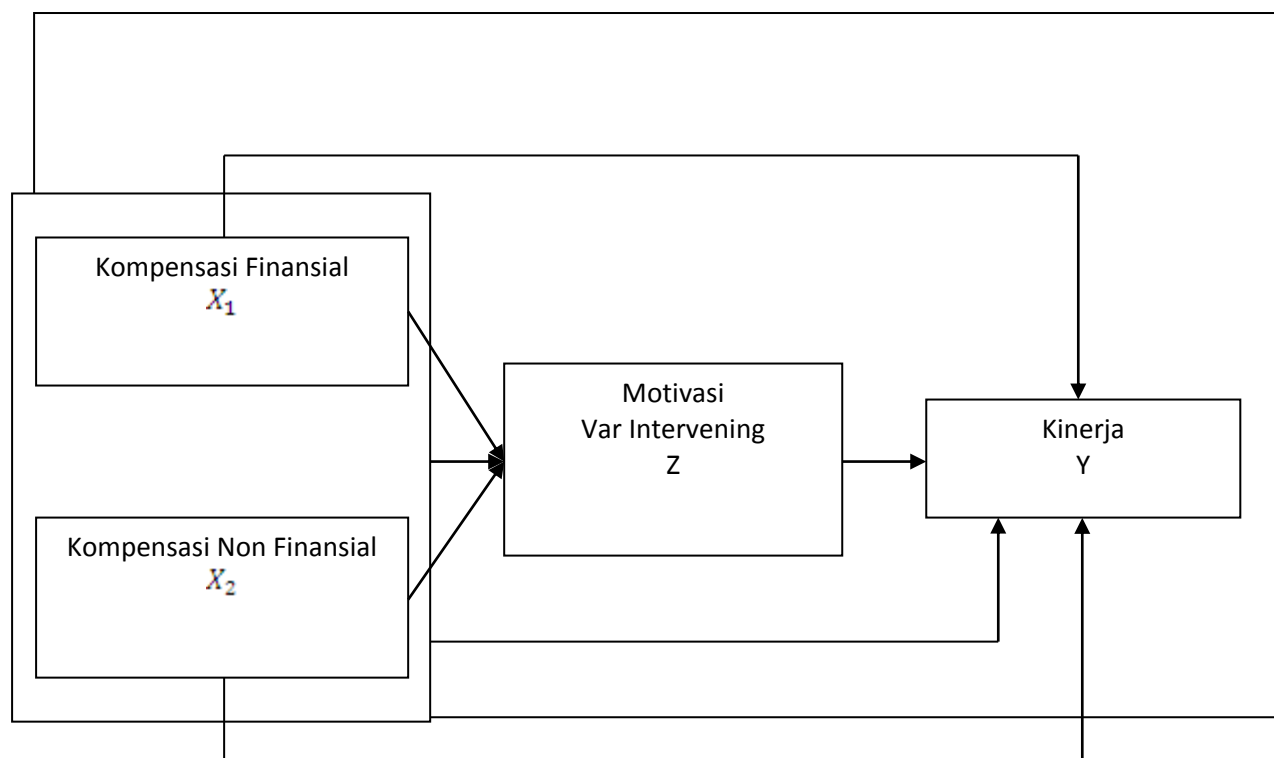 Kompensasi Finansial
X₁
Motivasi
Var Intervening
Z
Kinerja
Y
Kompensasi Non Finansial
X₂